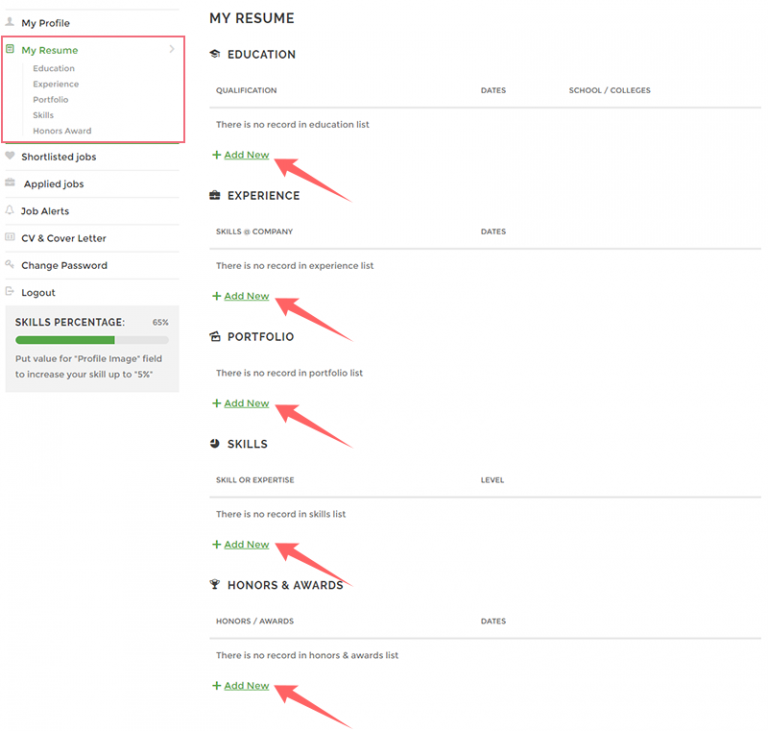 My Profile
My Resume
Education
Experience
Portfolio
Skills
Honors Award
Shortlisted jobs
Applied jobs
Job Alerts
CV & Cover Letter
Change Password
Logout
SKILLS PERCENTAGE: 65%
Put value for "Profile Image" field
to increase your skill up to "5%"
MY RESUME
EDUCATION
QUALIFICATION DATES SCHOOL / COLLEGES
There is no record in education list
+ Add New
EXPERIENCE
SKILLS @ COMPANY DATES
There is no record in experience list
+ Add New
PORTFOLIO
There is no record in portfolio list
+ Add New
SKILLS
SKILL OR EXPERTISE LEVEL
There is no record in skills list
+ Add New
HONORS & AWARDS
HONORS / AWARDS DATES
There is no record in honors & awards list
+ Add New